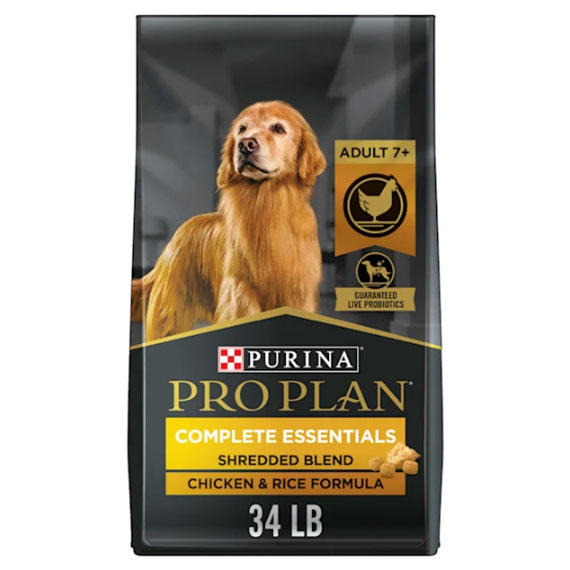 ADULT 7+
GUARANTEED
LIVE PROBIOTICS
PURINA
PRO PLAN
COMPLETE ESSENTIALS
SHREDDED BLEND
CHICKEN & RICE FORMULA
34 LB